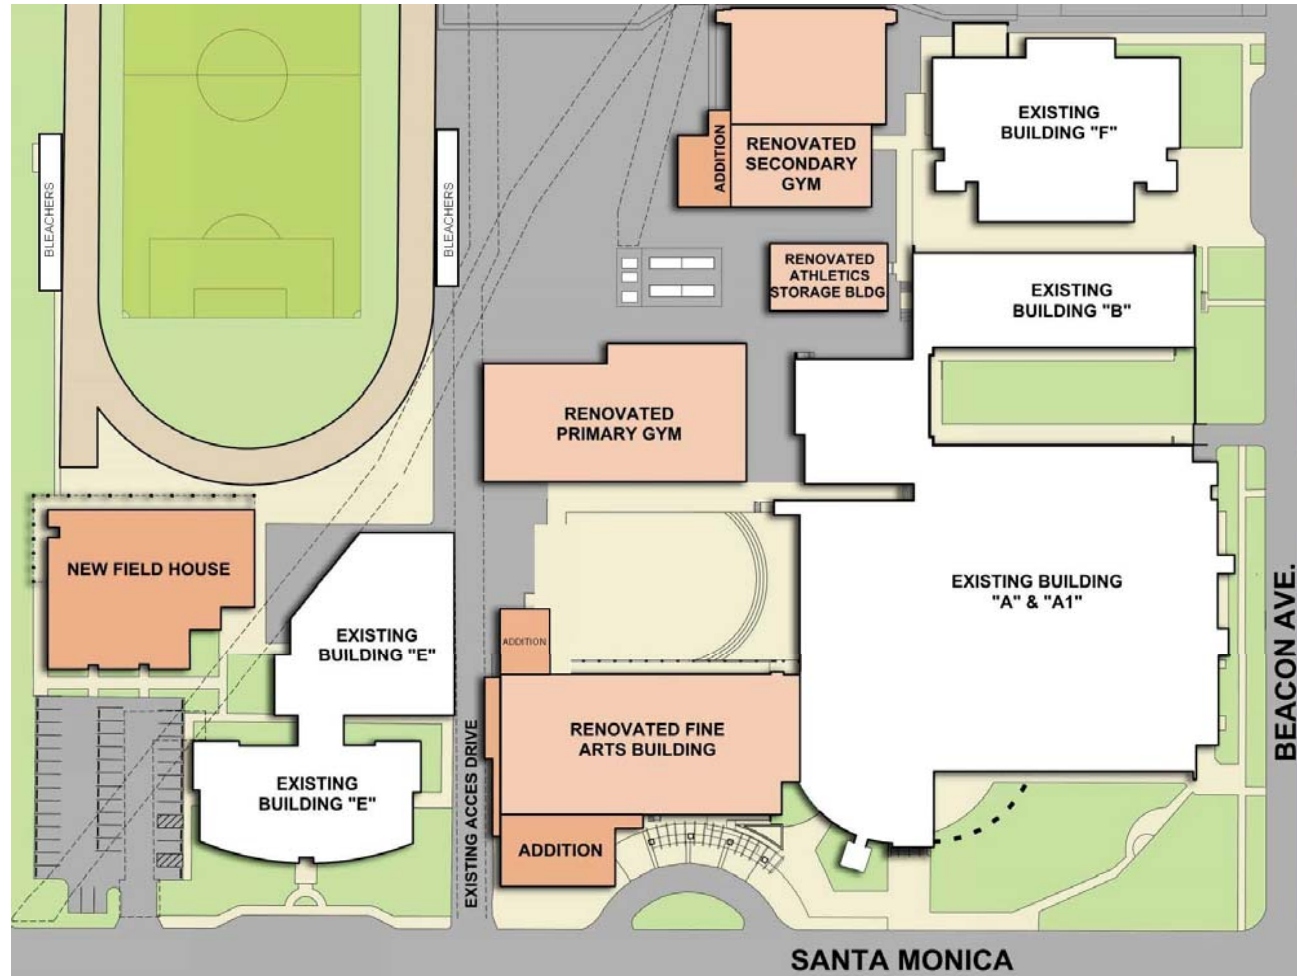 EXISTING
BUILDING "F"
ADDITION
RENOVATED
SECONDARY
GYM
BLEACHERS
BLEACHERS
RENOVATED
ATHLETICS
STORAGE BLDG.
EXISTING
BUILDING "B"
RENOVATED
PRIMARY GYM
NEW FIELD HOUSE
EXISTING BUILDING
"A" & "A1"
EXISTING
BUILDING "E"
ADDITION
BEACON AVE.
RENOVATED FINE
ARTS BUILDING
EXISTING
BUILDING "E"
EXISTING ACCES DRIVE
ADDITION
SANTA MONICA